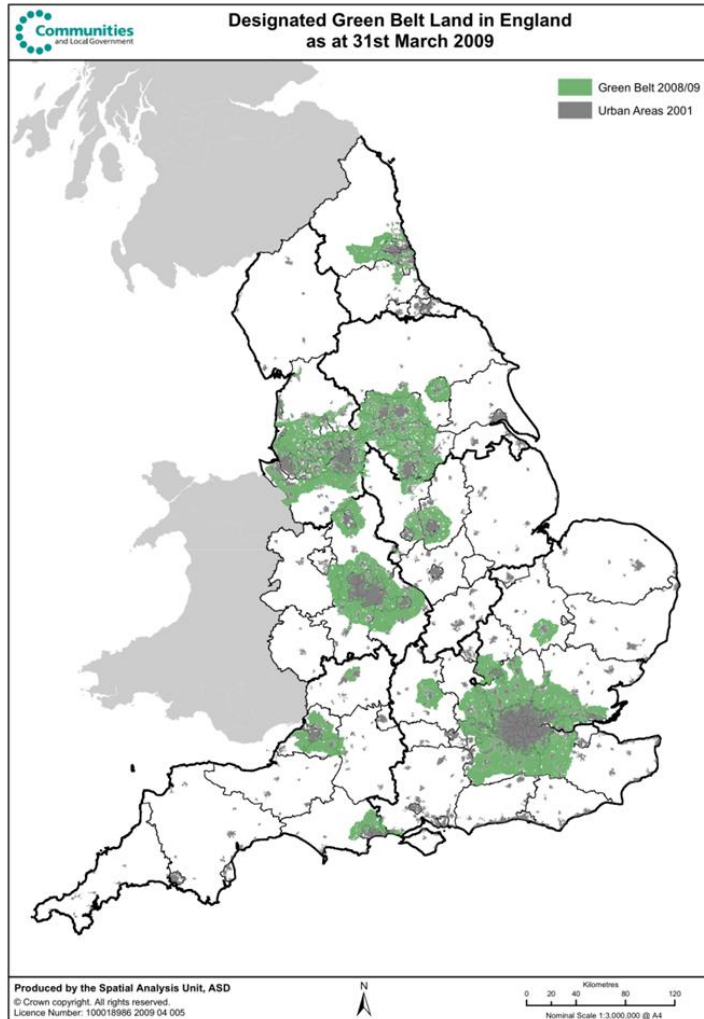 Communities
and Local Government
Designated Green Belt Land in England
as at 31st March 2009
Green Belt 2008/09
Urban Areas 2001
Produced by the Spatial Analysis Unit, ASD
© Crown copyright. All rights reserved.
Licence Number: 100018986 2009 04 005
N
Kilometres
0 20 40 80 120
Nominal Scale 1:3,000,000 @ A4